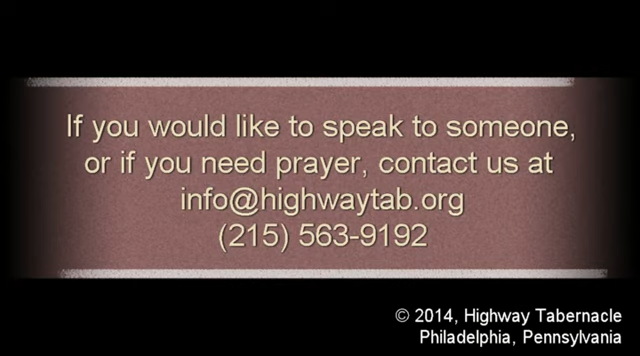 If you would like to speak to someone,
or if you need prayer, contact us at
info@highwaytab.org
(215) 563-9192
© 2014, Highway Tabernacle
Philadelphia, Pennsylvania